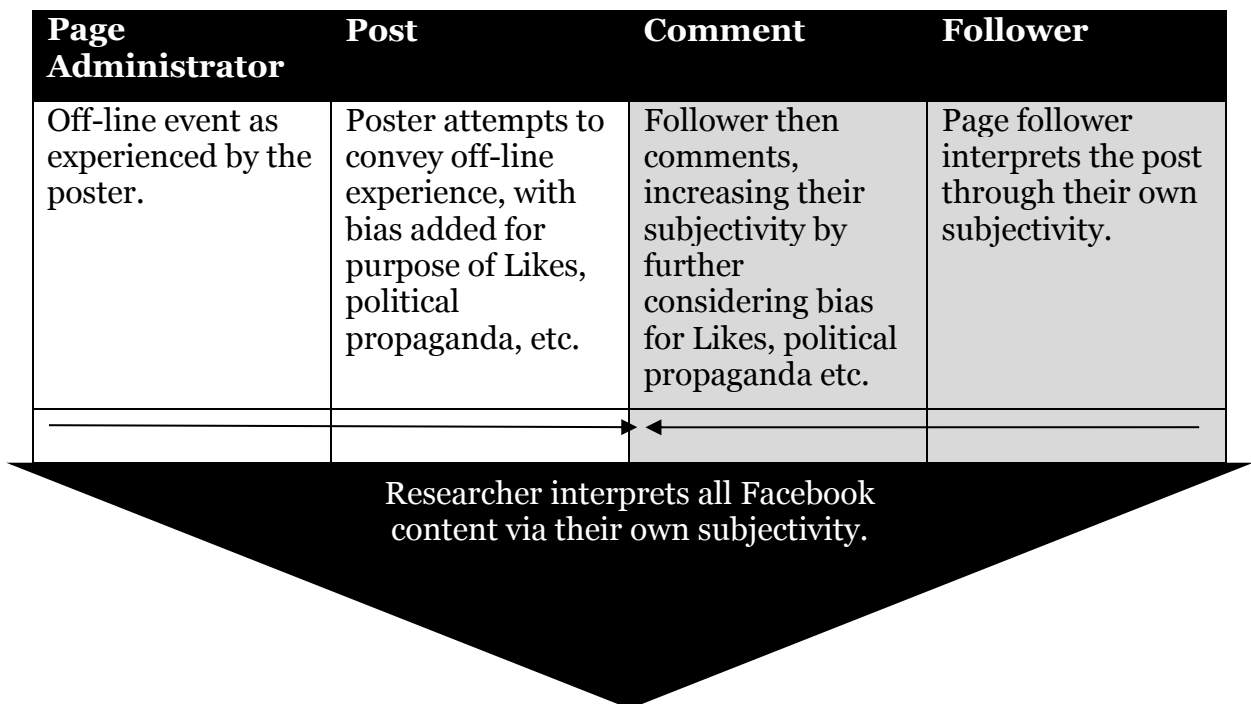 Page
Administrator
Post
Comment
Follower
Off-line event as
experienced by the
poster.
Poster attempts to
convey off-line
experience, with
bias added for
purpose of Likes,
political
propaganda, etc.
Follower then
comments,
increasing their
subjectivity by
further
considering bias
for Likes, political
propaganda etc.
Page follower
interprets the post
through their own
subjectivity.
Researcher interprets all Facebook
content via their own subjectivity.